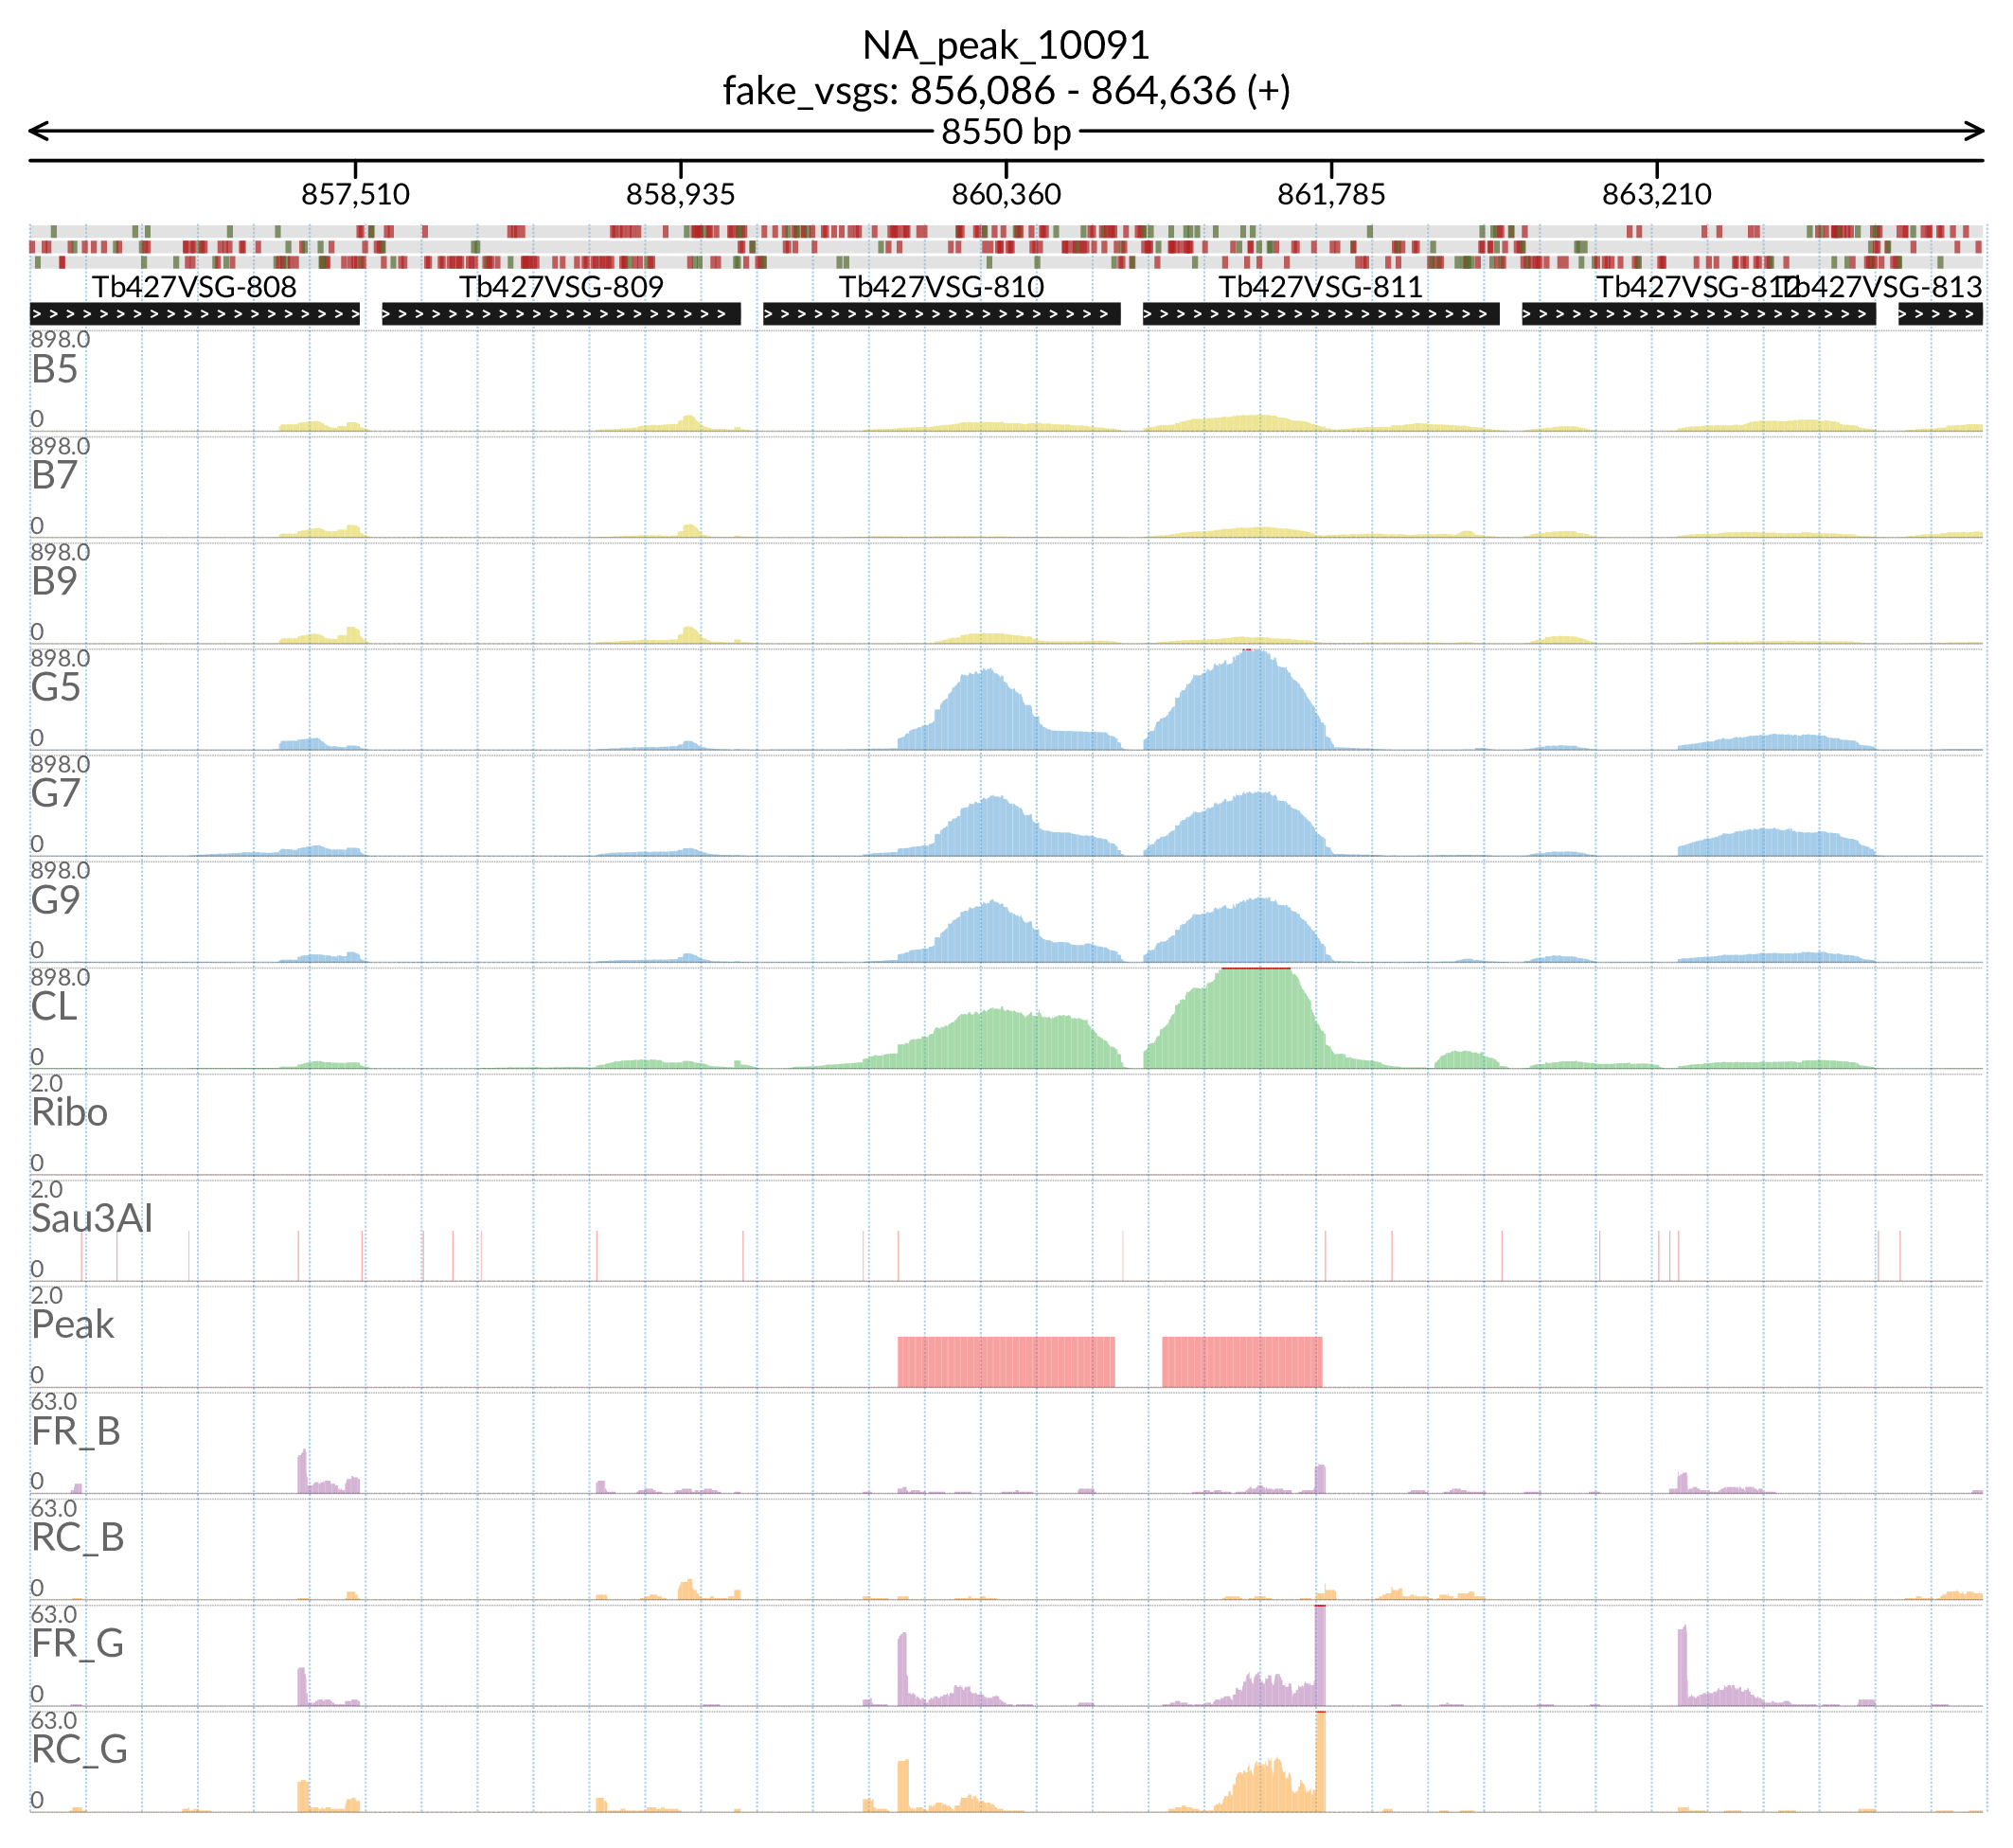 NA_peak_10091
fake_vsgs: 856,086 - 864,636 (+)
8550 bp
857,510 858,935 860,360 861,785 863,210
Tb427VSG-808 Tb427VSG-809 Tb427VSG-810 Tb427VSG-811 Tb427VSG-812 Tb427VSG-813
898.0
B5
0
898.0
B7
0
898.0
B9
0
898.0
G5
0
898.0
G7
0
898.0
G9
0
898.0
CL
0
2.0
Ribo
0
2.0
Sau3AI
0
2.0
Peak
0
63.0
FR_B
0
63.0
RC_B
0
63.0
FR_G
0
63.0
RC_G
0